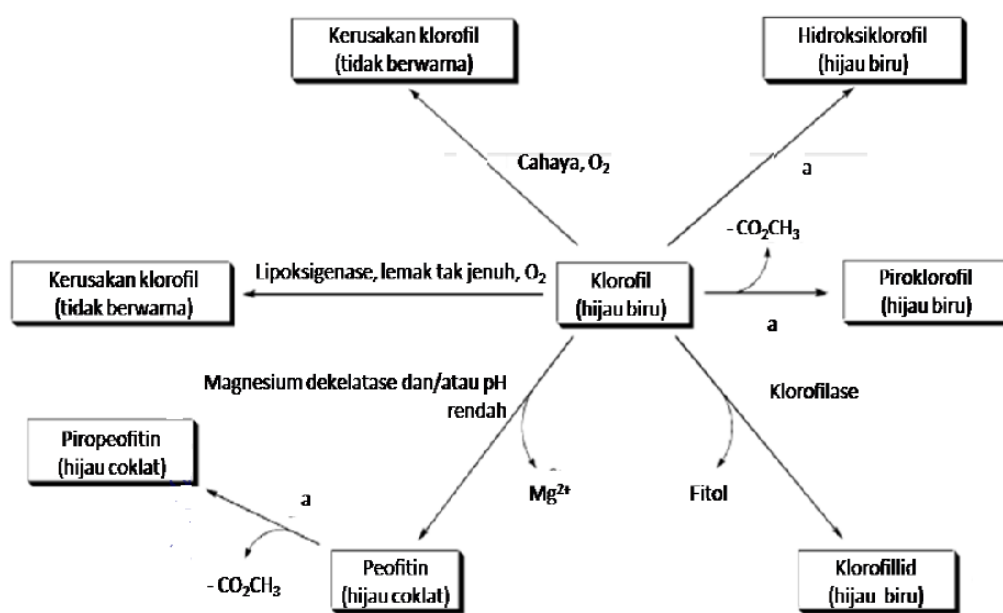 Kerusakan klorofil
(tidak berwarna)
Hidroksiklorofil
(hijau biru)
Cahaya, O₂
a
- CO₂CH₃
Kerusakan klorofil
(tidak berwarna)
Lipoksigenase, lemak tak jenuh, O₂
Klorofil
(hijau biru)
a
Piroklorofil
(hijau biru)
Magnesium dekelatase dan/atau pH
rendah
Klorofilase
Piropeofitin
(hijau coklat)
a
Mg²⁺
Fitol
- CO₂CH₃
Peofitin
(hijau coklat)
Klorofillid
(hijau biru)